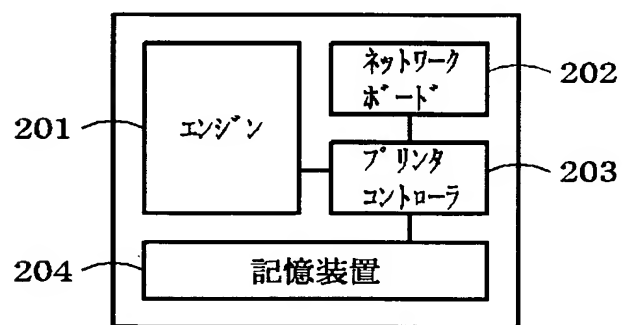 201
エンジン
ネットワーク
ボード
202
プリンタ
コントローラ
203
204
記憶装置